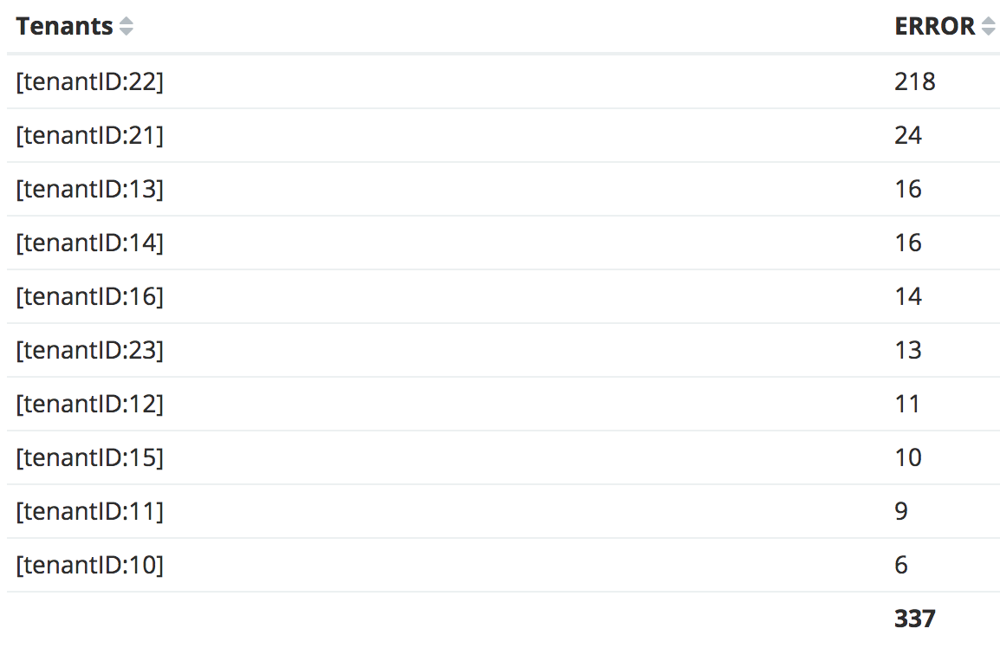 Tenants ERROR
[tenantID:22] 218
[tenantID:21] 24
[tenantID:13] 16
[tenantID:14] 16
[tenantID:16] 14
[tenantID:23] 13
[tenantID:12] 11
[tenantID:15] 10
[tenantID:11] 9
[tenantID:10] 6
337